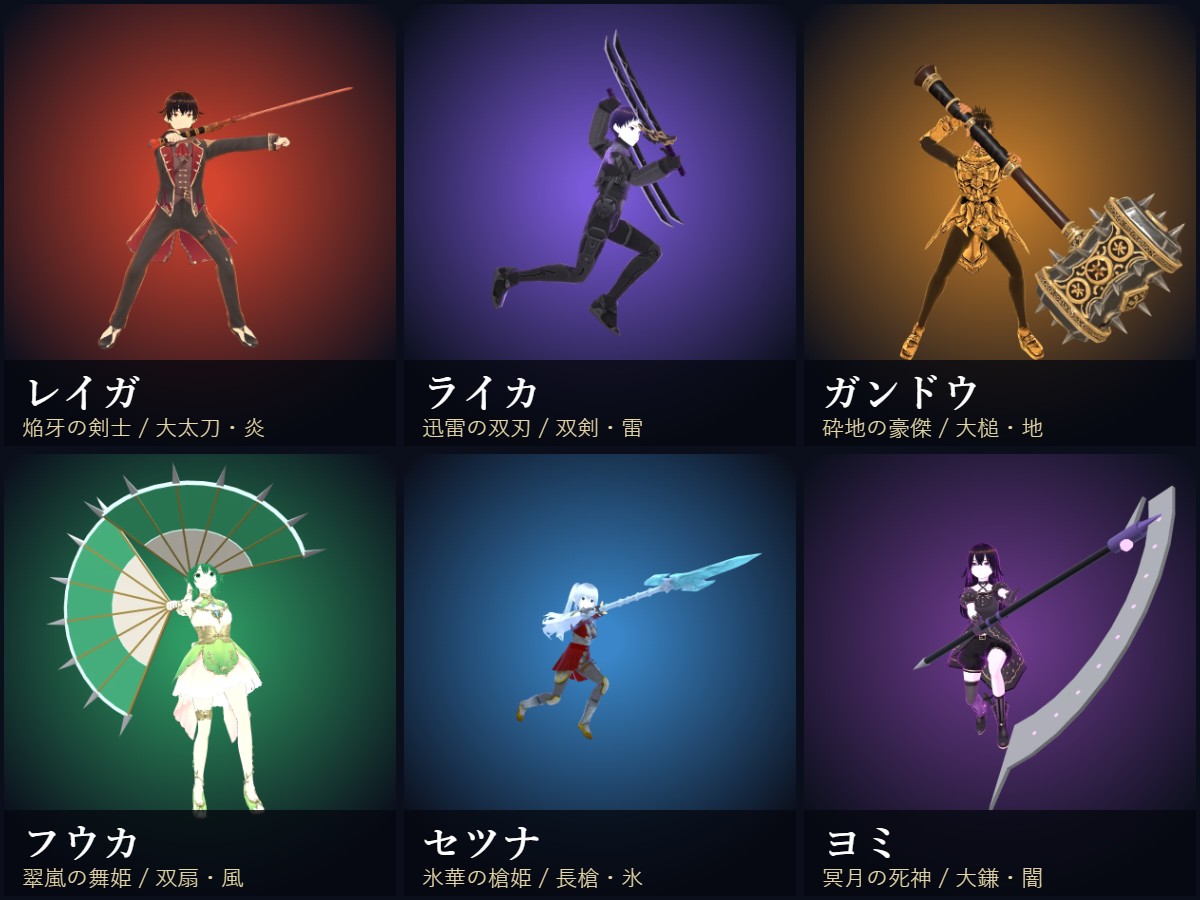 レイガ
焔牙の剣士 / 大太刀・炎
ライカ
迅雷の双刃 / 双剣・雷
ガンドウ
砕地の豪傑 / 大槌・地
フウカ
翠嵐の舞姫 / 双扇・風
セツナ
氷華の槍姫 / 長槍・氷
ヨミ
冥月の死神 / 大鎌・闇